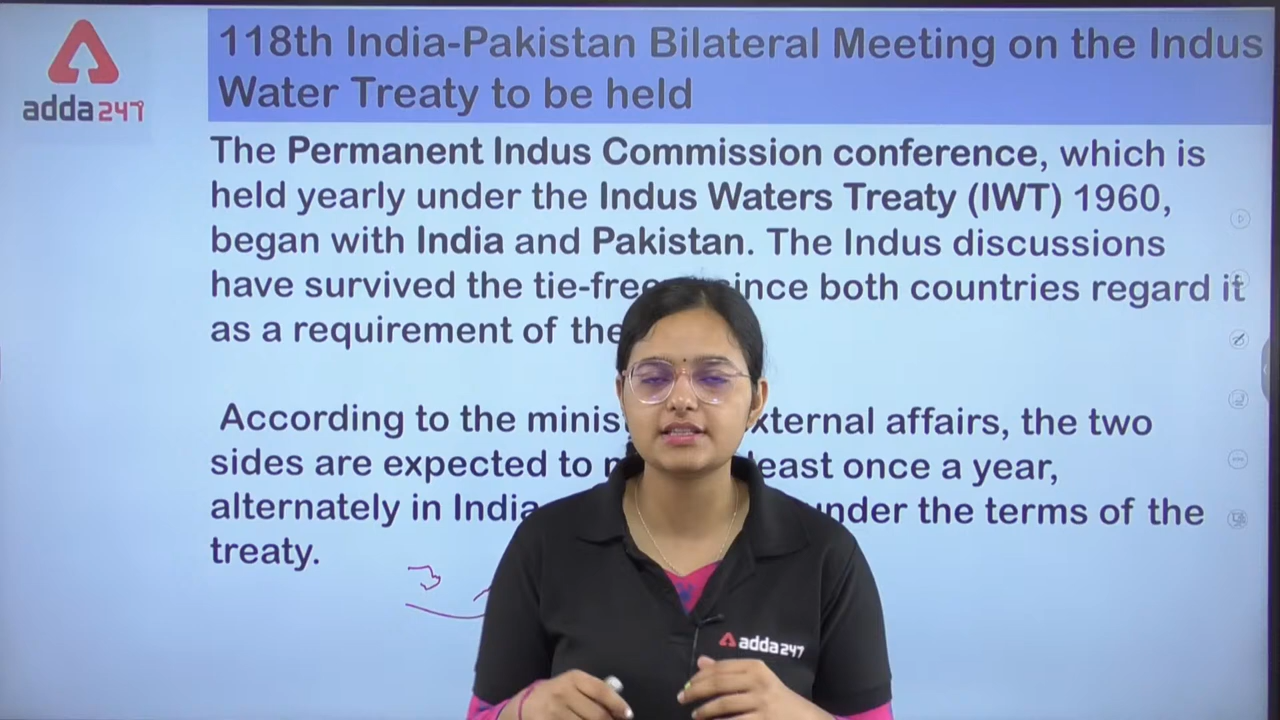 118th India-Pakistan Bilateral Meeting on the Indus
Water Treaty to be held
adda247
The Permanent Indus Commission conference, which is
held yearly under the Indus Waters Treaty (IWT) 1960,
began with India and Pakistan. The Indus discussions
have survived the tie-free since both countries regard it
as a requirement of the
According to the minis xternal affairs, the two
sides are expected to least once a year,
alternately in India under the terms of the
treaty.
3
adda247